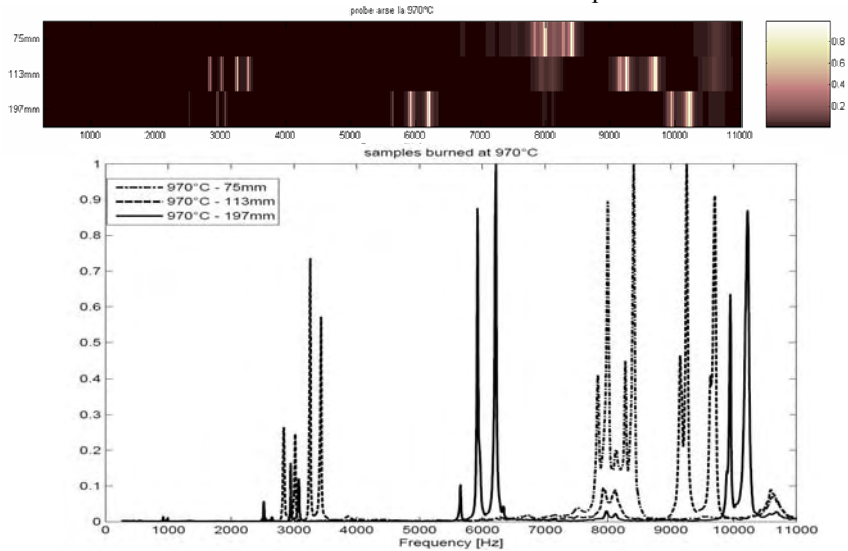 probe arse la 970°C
75mm
113mm
197mm
0.8
0.6
0.4
0.2
1000 2000 3000 4000 5000 6000 7000 8000 9000 10000 11000
samples burned at 970°C
970°C - 75mm
970°C - 113mm
970°C - 197mm
1
0.9
0.8
0.7
0.6
0.5
0.4
0.3
0.2
0.1
0
0 1000 2000 3000 4000 5000 6000 7000 8000 9000 10000 11000
Frequency [Hz]